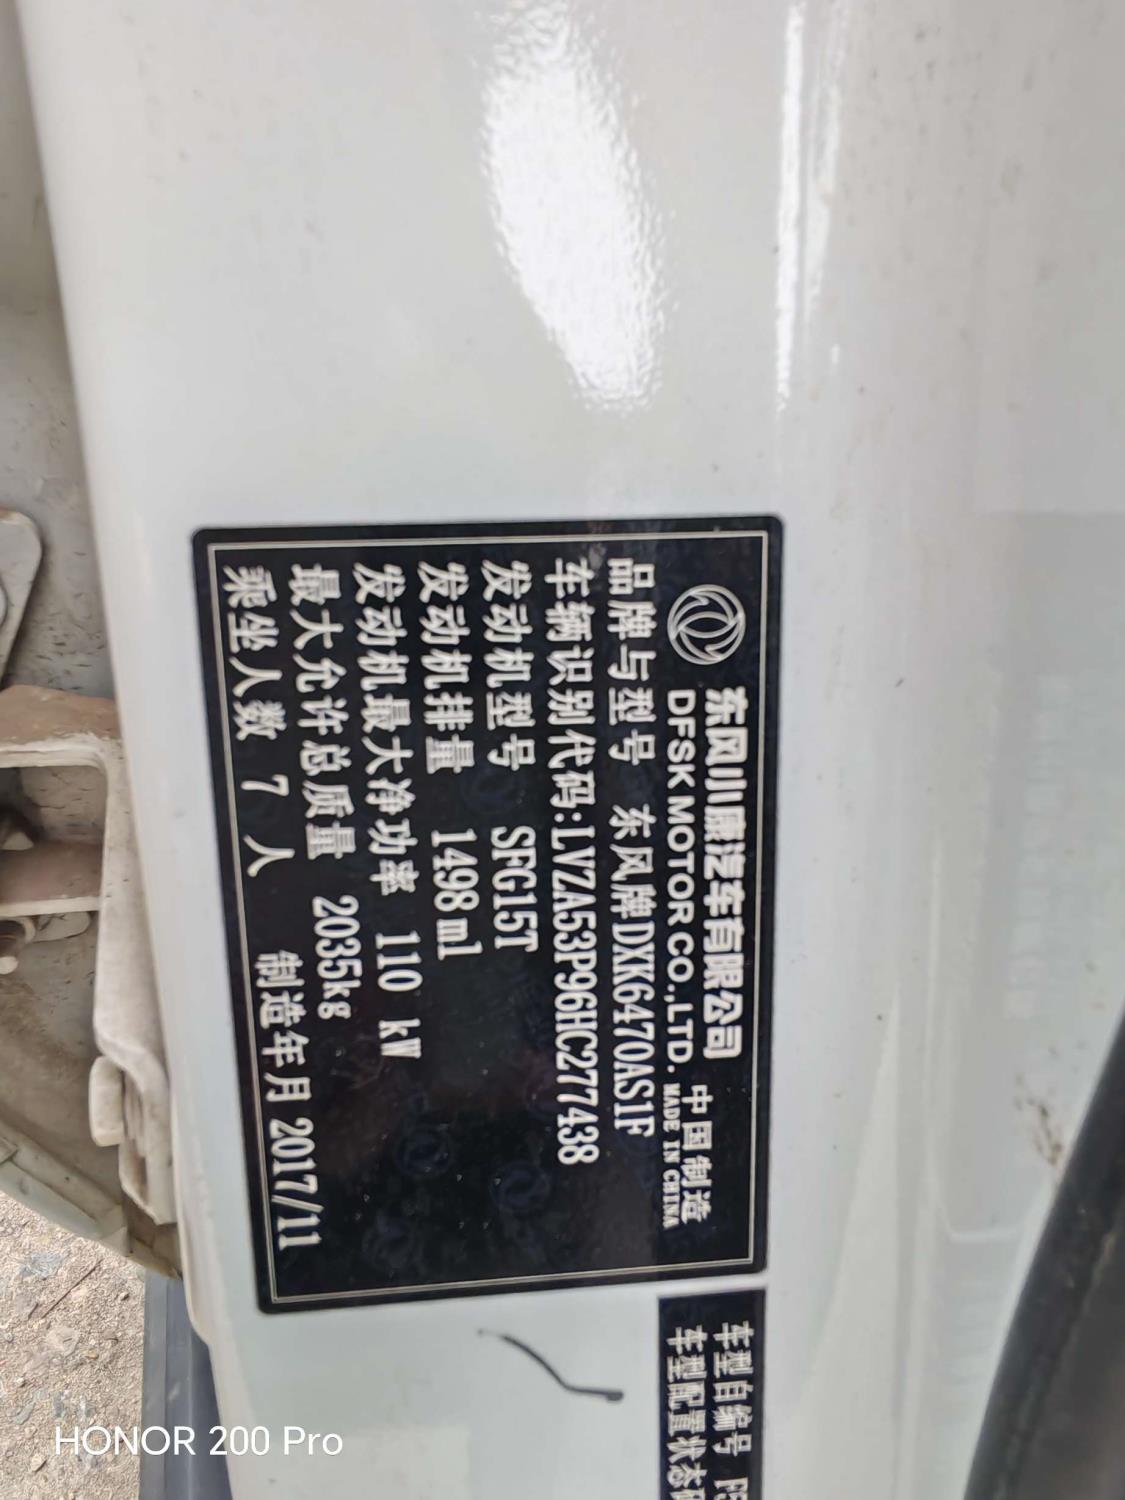 东风小康汽车有限公司
DFSK MOTOR CO.,LTD.
中国制造
MADE IN CHINA
品牌与型号 东风牌DXK6470AS1F
车辆识别代码:LVZA53P96HC277438
发动机型号 SFG15T
发动机排量 1498ml
发动机最大净功率 110 kW
最大允许总质量 2035kg
乘坐人数 7 人 制造年月 2017/11
车型自编号
车型配置状态
HONOR 200 Pro